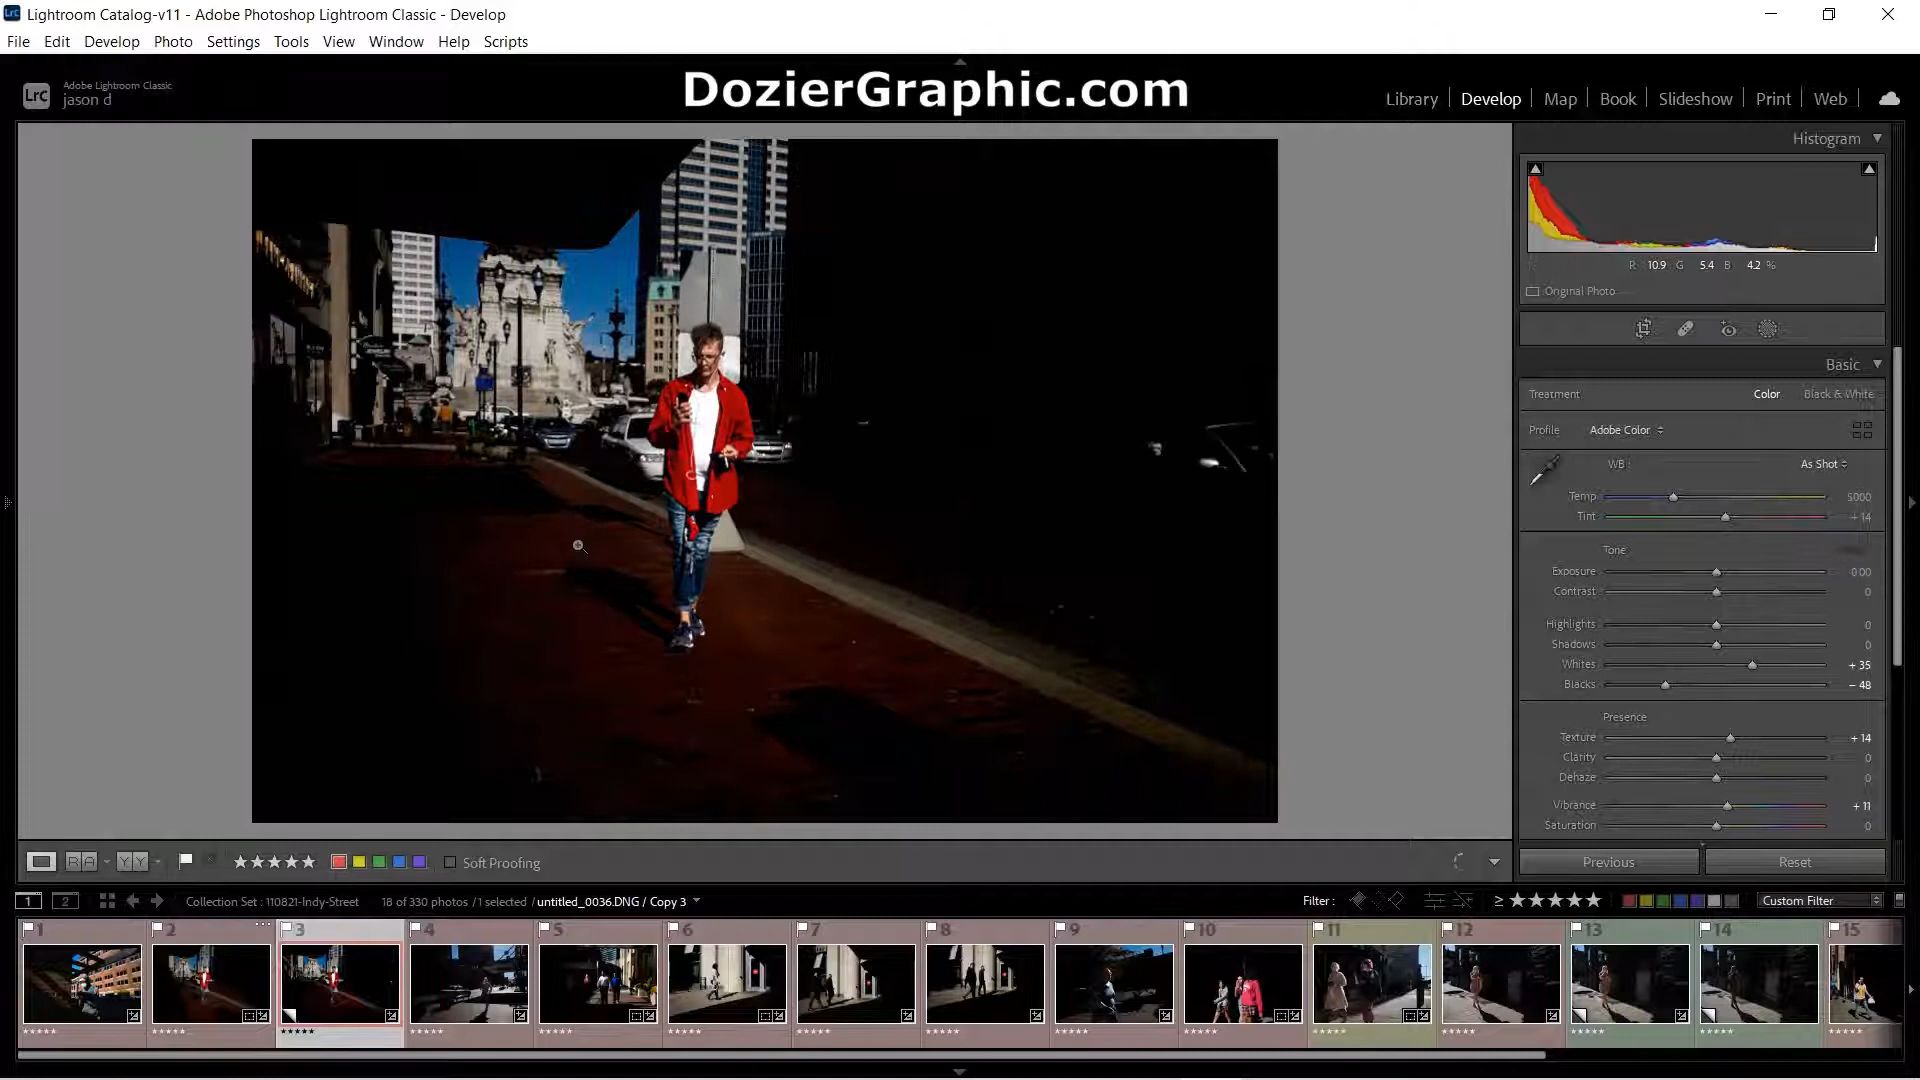 Lightroom Catalog-v11 - Adobe Photoshop Lightroom Classic - Develop
File Edit Develop Photo Settings Tools View Window Help Scripts
LrC Adobe Lightroom Classic
jason d
DozierGraphic.com
Library Develop Map Book Slideshow Print Web
Histogram
R 10.9 G 5.4 B 4.2 %
Original Photo
Basic
Treatment Color Black & White
Profile Adobe Color
WB: As Shot
Temp 5000
Tint + 14
Tone
Exposure 0.00
Contrast 0
Highlights 0
Shadows 0
Whites + 35
Blacks - 48
Presence
Texture + 14
Clarity 0
Dehaze 0
Vibrance + 11
Saturation 0
R A Y Y Soft Proofing
Previous Reset
1 2 Collection Set : 110821-Indy-Street 18 of 330 photos / 1 selected / untitled_0036.DNG / Copy 3 Filter : ≥ Custom Filter
1 2 3 4 5 6 7 8 9 10 11 12 13 14 15